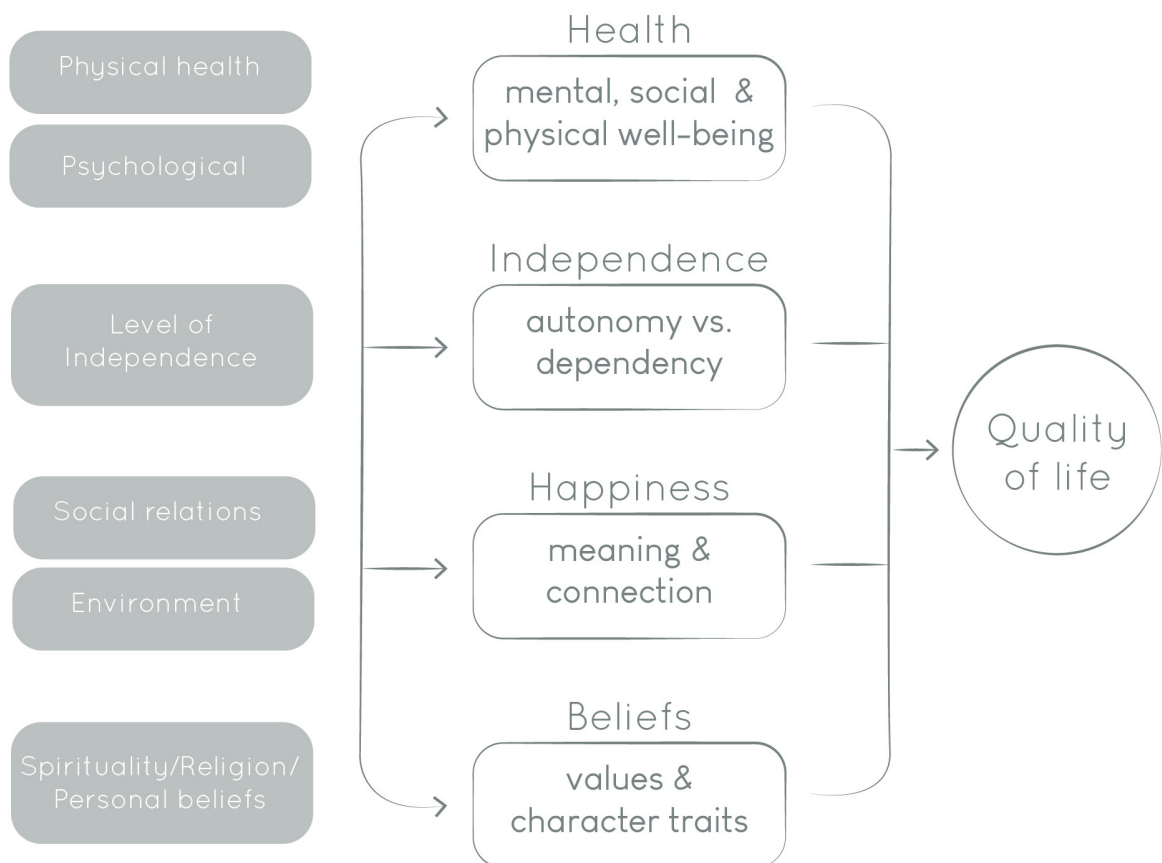 Physical health
Psychological
Level of
Independence
Social relations
Environment
Spirituality/Religion/
Personal beliefs
Health
mental, social &
physical well-being
Independence
autonomy vs.
dependency
Happiness
meaning &
connection
Beliefs
values &
character traits
Quality
of life